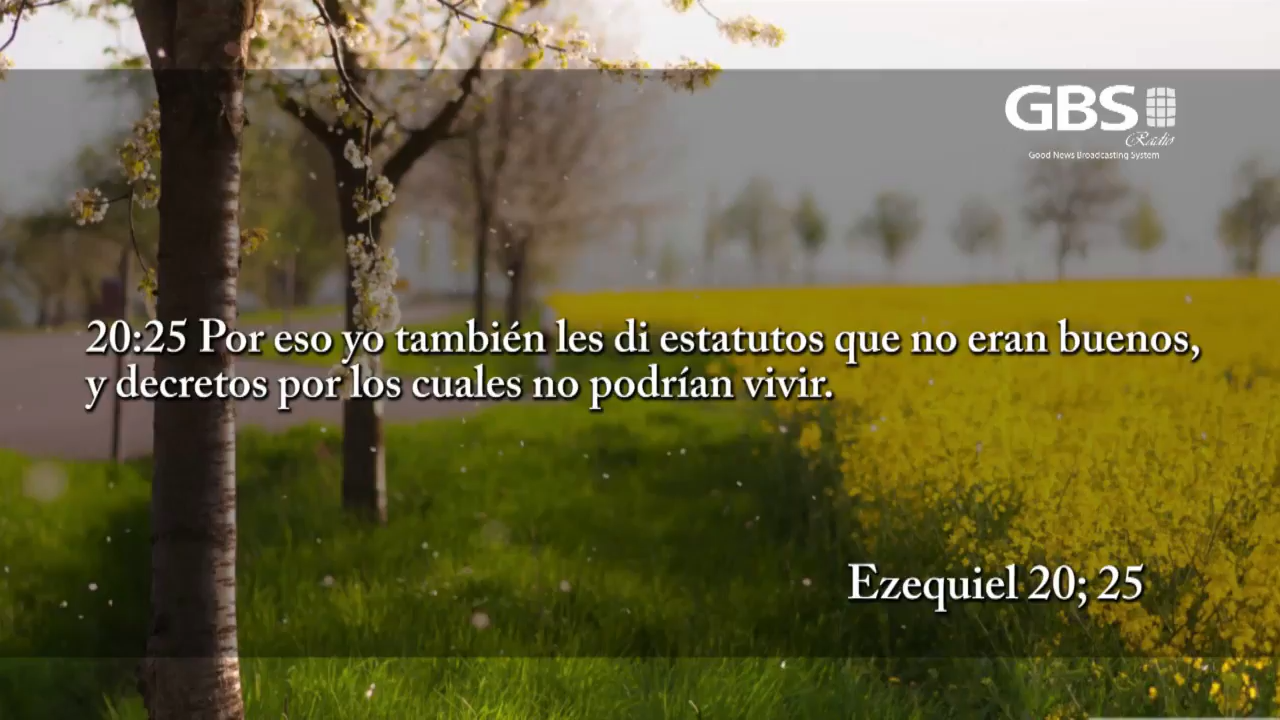 GBS
Radio
Good News Broadcasting System
20:25 Por eso yo también les di estatutos que no eran buenos,
y decretos por los cuales no podrían vivir.
Ezequiel 20; 25